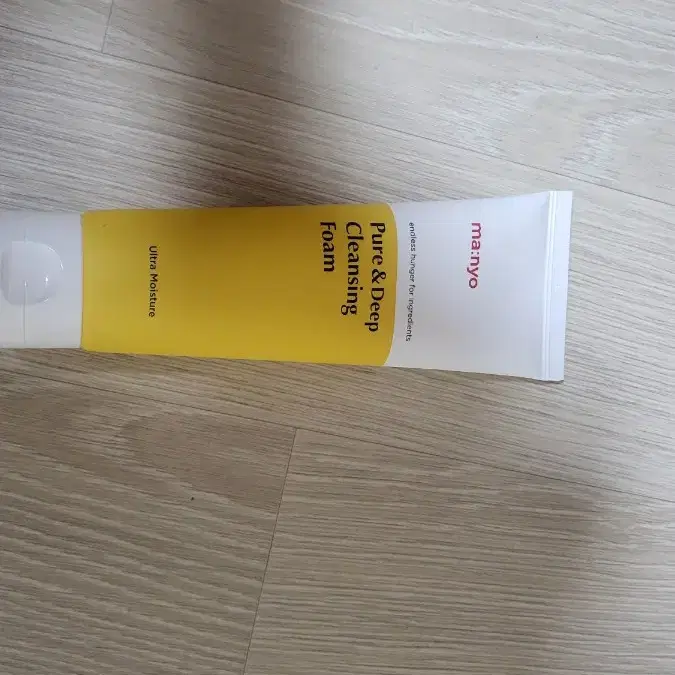 ma:nyo
endless hunger for ingredients
Pure & Deep
Cleansing
Foam
Ultra Moisture